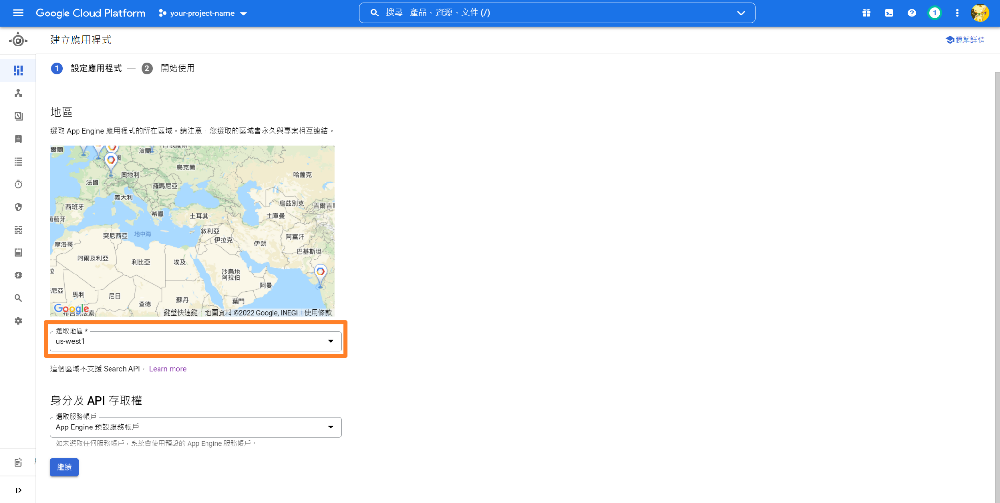 Google Cloud Platform your-project-name 搜尋 產品、資源、文件 (/) 1
建立應用程式 瞭解詳情
1 設定應用程式 — 2 開始使用
地區
選取 App Engine 應用程式的所在區域。請注意，您選取的區域會永久與專案相互連結。
爾蘭
波蘭
烏克蘭
奧地利
哈薩克
法國
羅馬尼亞
義大利
烏茲別克
西班牙
吉爾吉
希臘
土耳其
土庫曼
葡萄牙
敘利亞
突尼西亞
地中海
伊拉克
阿富汗
摩洛哥
伊朗
巴基斯坦
阿爾及利亞
利比亞
埃及
沙烏地
阿拉伯
阿曼
馬利
尼日
蘇丹
查德
葉門
Google
鍵盤快速鍵 地圖資料 ©2022 Google, INEGI 使用條款
選取地區 *
us-west1
這個區域不支援 Search API。 Learn more
身分及 API 存取權
選取服務帳戶
App Engine 預設服務帳戶
如未選取任何服務帳戶，系統會使用預設的 App Engine 服務帳戶。
繼續